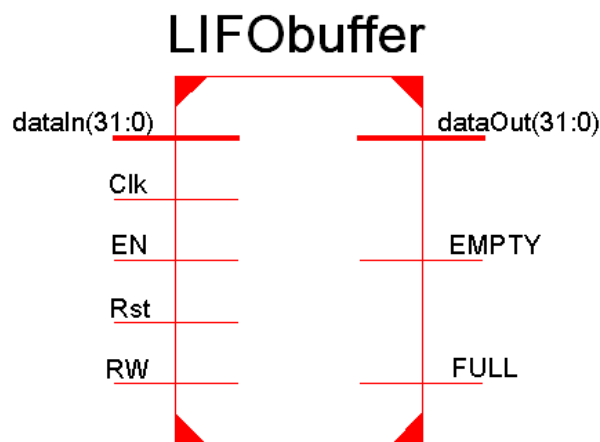 LIFObuffer
dataIn(31:0)
dataOut(31:0)
Clk
EN
EMPTY
Rst
RW
FULL